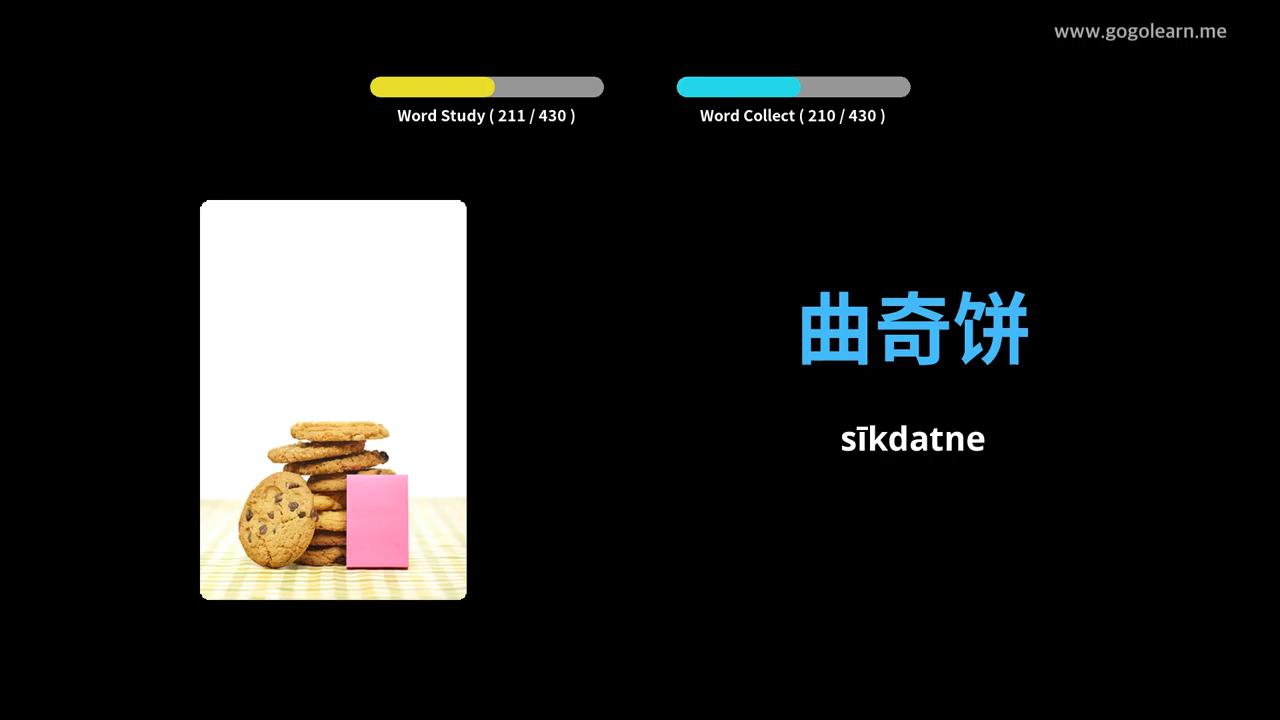 www.gogolearn.me
Word Study ( 211 / 430 )
Word Collect ( 210 / 430 )
曲奇饼
sīkdatne